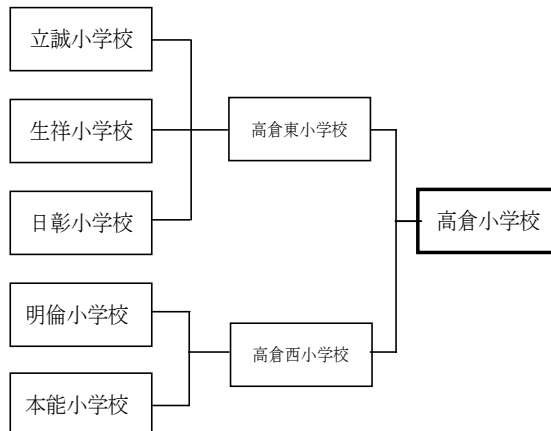 立誠小学校
生祥小学校
日彰小学校
明倫小学校
本能小学校
高倉東小学校
高倉西小学校
高倉小学校